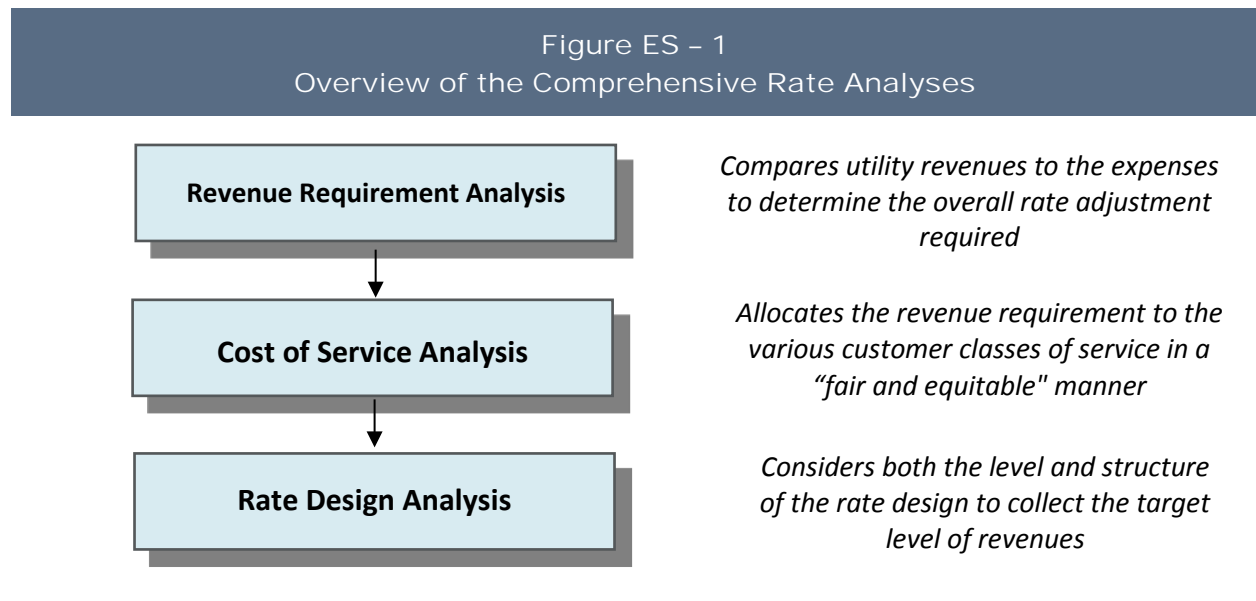 Figure ES – 1
Overview of the Comprehensive Rate Analyses
Revenue Requirement Analysis
Compares utility revenues to the expenses
to determine the overall rate adjustment
required
Cost of Service Analysis
Allocates the revenue requirement to the
various customer classes of service in a
“fair and equitable" manner
Rate Design Analysis
Considers both the level and structure
of the rate design to collect the target
level of revenues